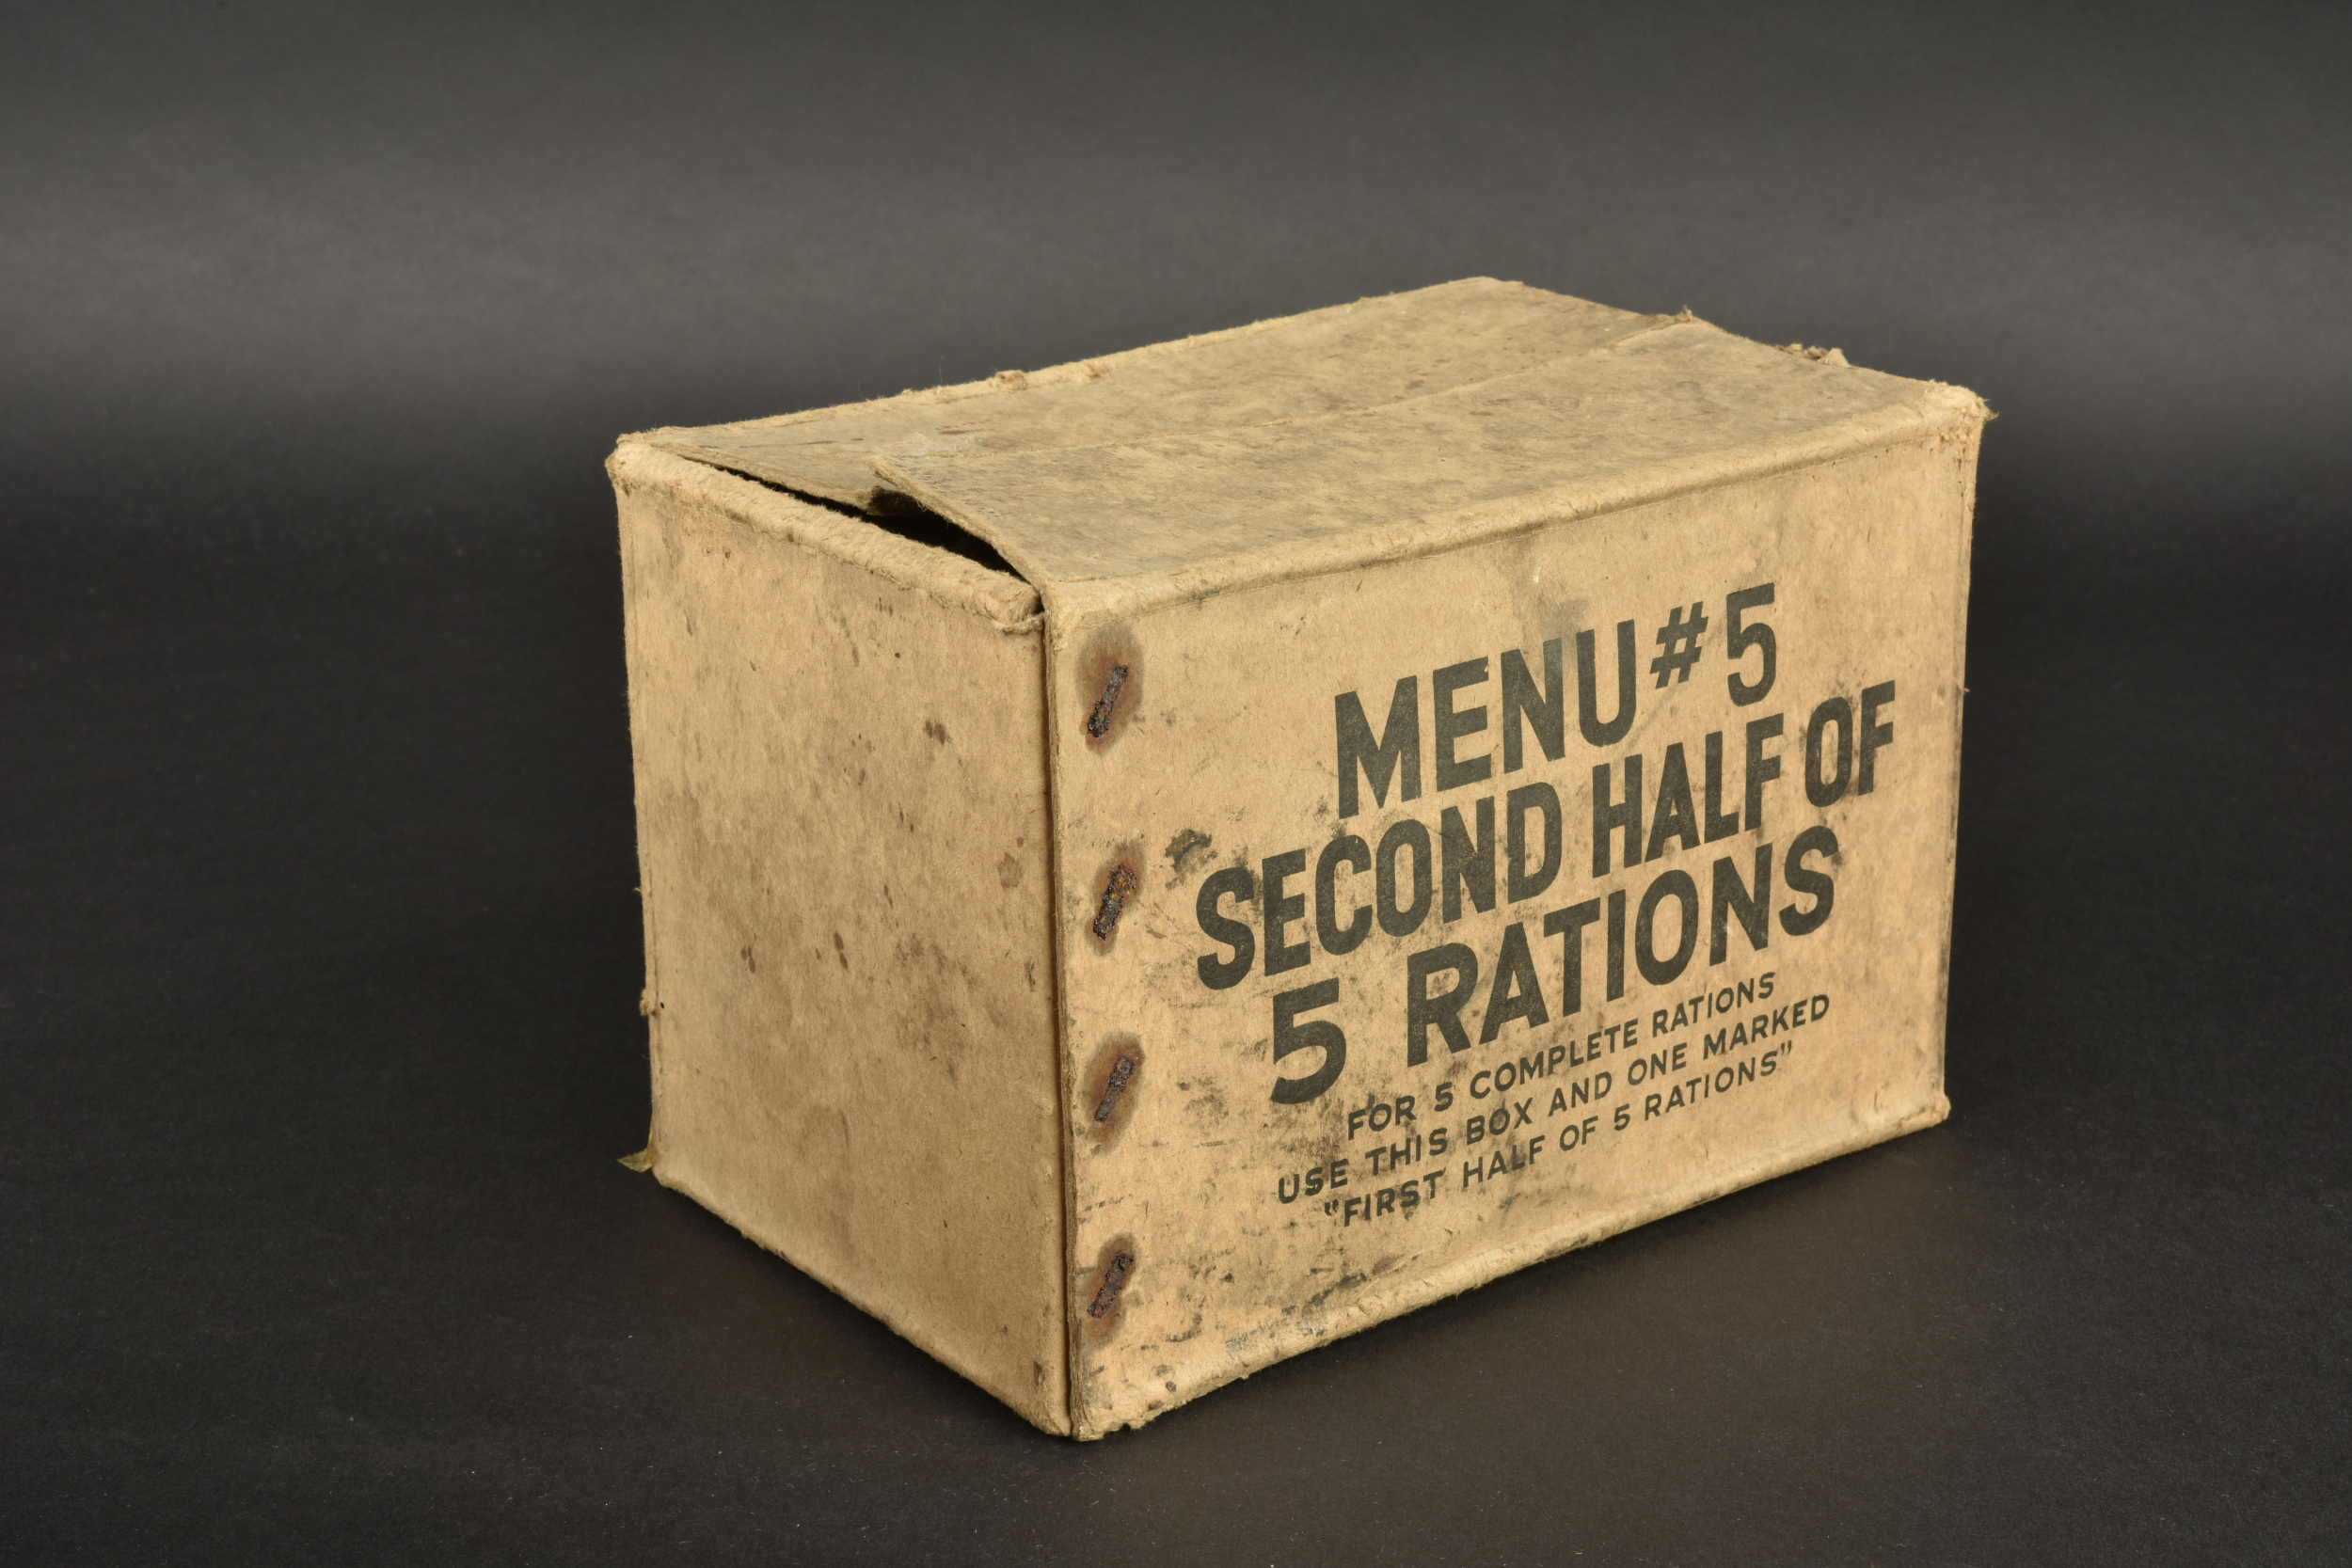 MENU #5
SECOND HALF OF
5 RATIONS
FOR 5 COMPLETE RATIONS
USE THIS BOX AND ONE MARKED
"FIRST HALF OF 5 RATIONS"